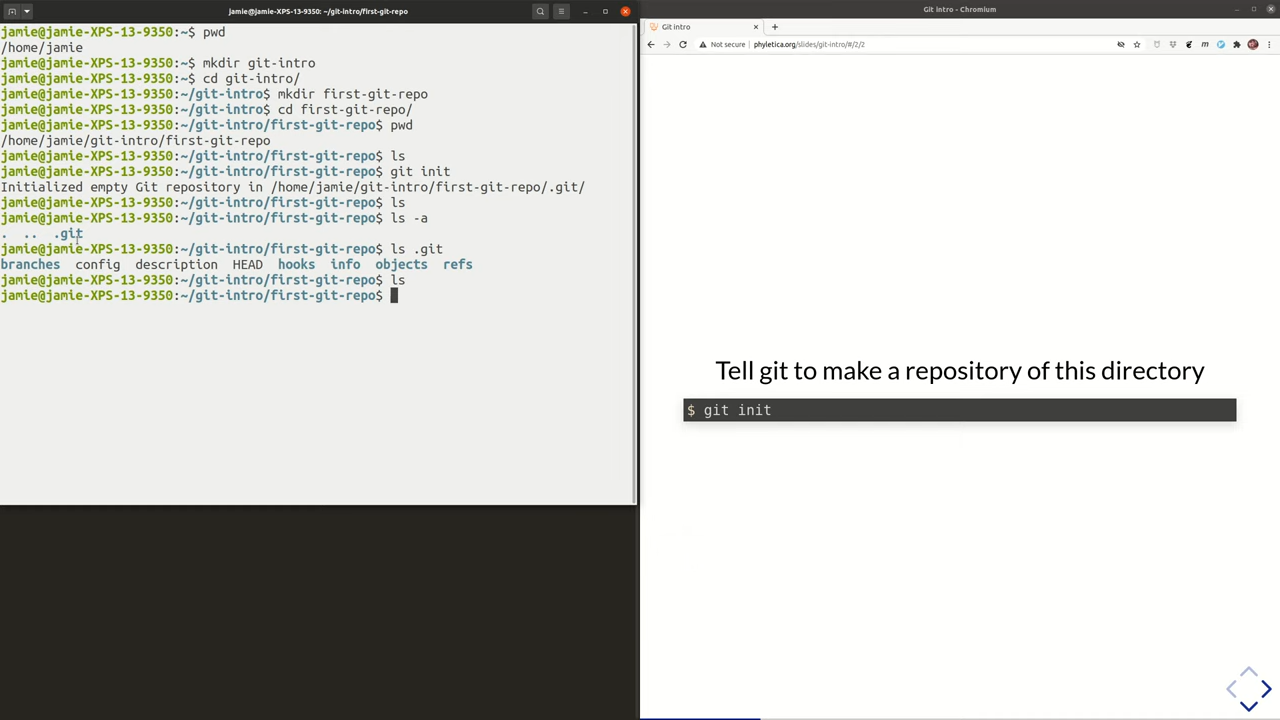 jamie@jamie-XPS-13-9350: ~/git-intro/first-git-repo
jamie@jamie-XPS-13-9350:~$ pwd
/home/jamie
jamie@jamie-XPS-13-9350:~$ mkdir git-intro
jamie@jamie-XPS-13-9350:~$ cd git-intro/
jamie@jamie-XPS-13-9350:~/git-intro$ mkdir first-git-repo
jamie@jamie-XPS-13-9350:~/git-intro$ cd first-git-repo/
jamie@jamie-XPS-13-9350:~/git-intro/first-git-repo$ pwd
/home/jamie/git-intro/first-git-repo
jamie@jamie-XPS-13-9350:~/git-intro/first-git-repo$ ls
jamie@jamie-XPS-13-9350:~/git-intro/first-git-repo$ git init
Initialized empty Git repository in /home/jamie/git-intro/first-git-repo/.git/
jamie@jamie-XPS-13-9350:~/git-intro/first-git-repo$ ls
jamie@jamie-XPS-13-9350:~/git-intro/first-git-repo$ ls -a
.  ..  .git
jamie@jamie-XPS-13-9350:~/git-intro/first-git-repo$ ls .git
branches  config  description  HEAD  hooks  info  objects  refs
jamie@jamie-XPS-13-9350:~/git-intro/first-git-repo$ ls
jamie@jamie-XPS-13-9350:~/git-intro/first-git-repo$
Git intro - Chromium
Git intro
Not secure | phyletica.org/slides/git-intro/#/2/2
Tell git to make a repository of this directory
$ git init